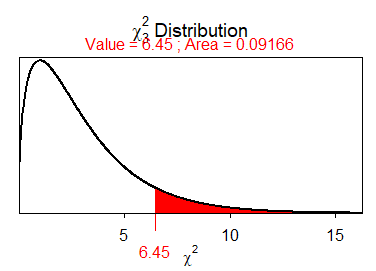 χ²₃ Distribution
Value = 6.45 ; Area = 0.09166
5 10 15
6.45
χ²